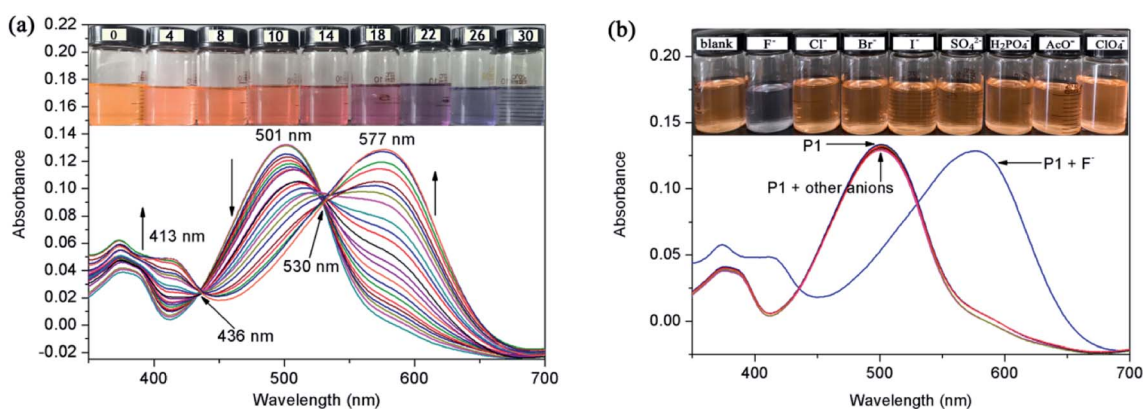 (a)
0 4 8 10 14 18 22 26 30
0.22
0.20
0.18
0.16
0.14
0.12
0.10
0.08
0.06
0.04
0.02
0.00
-0.02
Absorbance
501 nm
577 nm
413 nm
530 nm
436 nm
400 500 600 700
Wavelength (nm)
(b)
blank F⁻ Cl⁻ Br⁻ I⁻ SO₄²⁻ H₂PO₄⁻ AcO⁻ ClO₄⁻
0.20
0.15
0.10
0.05
0.00
Absorbance
P1
P1 + F⁻
P1 + other anions
400 500 600 700
Wavelength (nm)